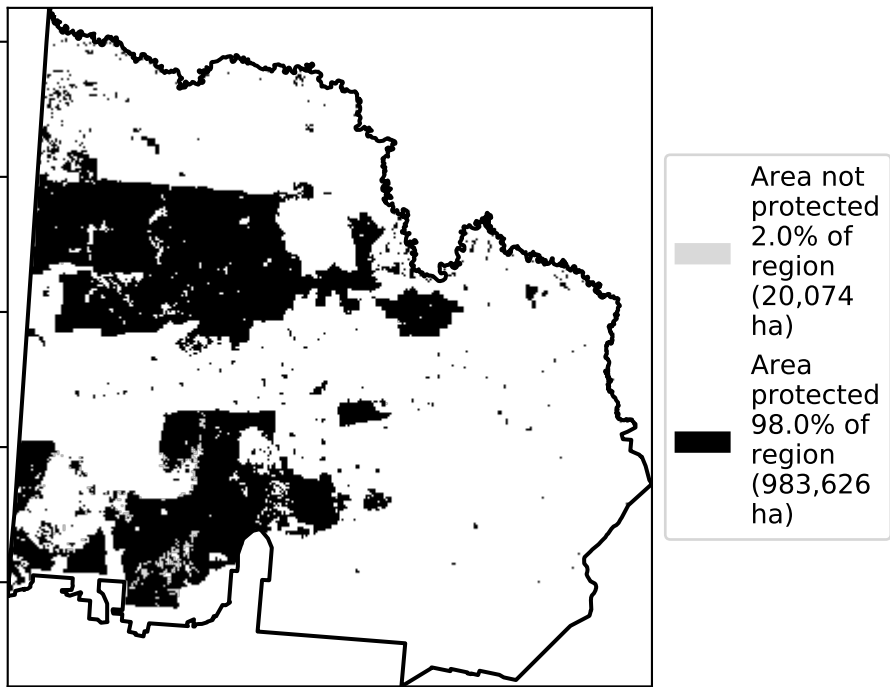 Area not
protected
2.0% of
region
(20,074
ha)
Area
protected
98.0% of
region
(983,626
ha)